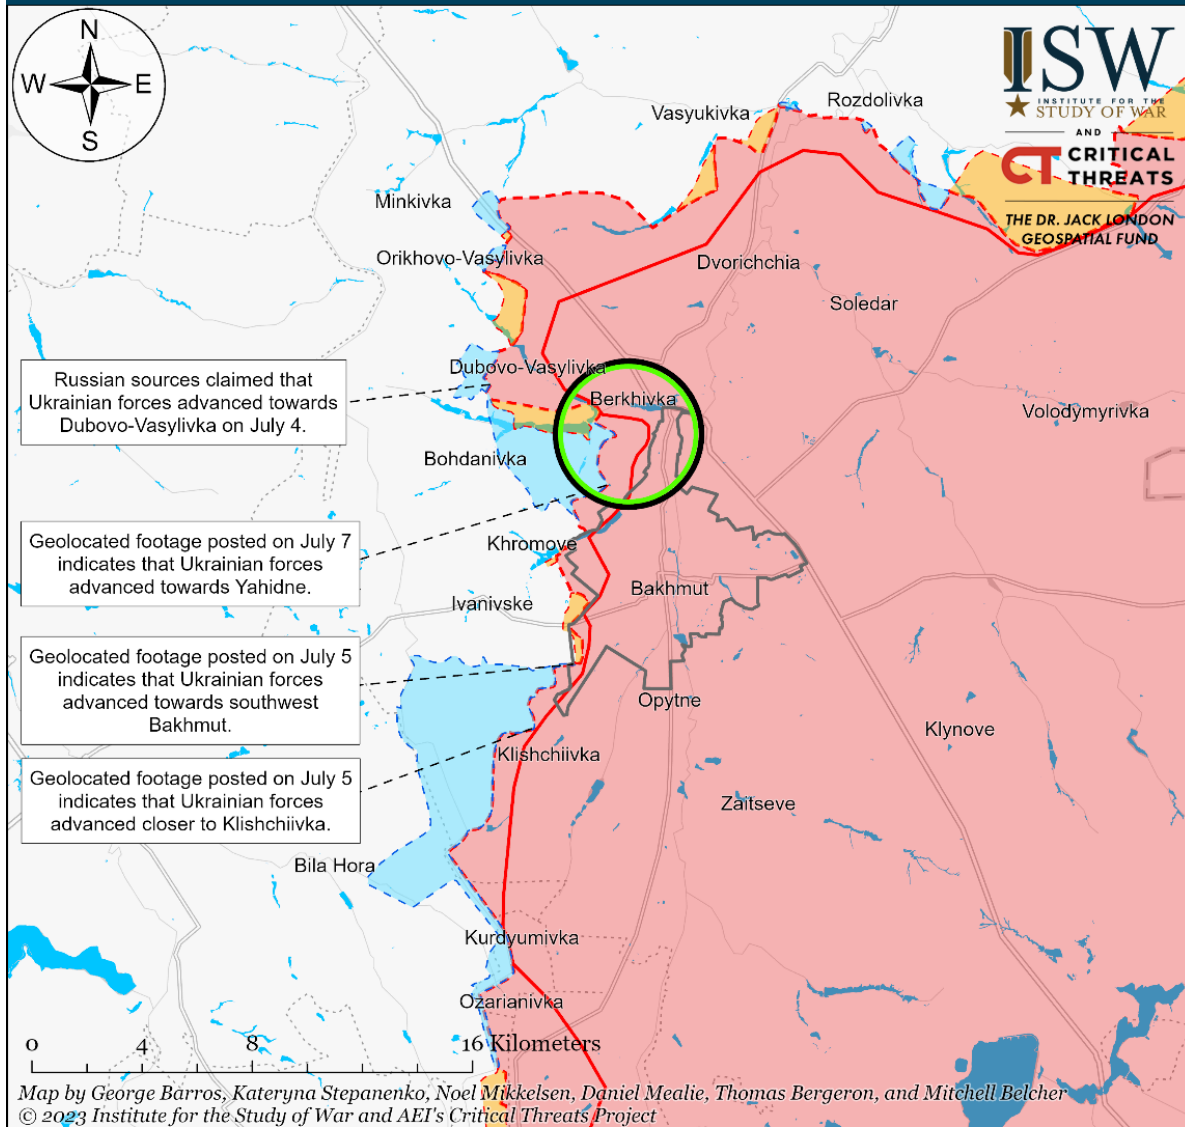 N
W
E
S
ISW
INSTITUTE FOR THE
STUDY OF WAR
AND
CT CRITICAL
THREATS
THE DR. JACK LONDON
GEOSPATIAL FUND
Vasyukivka
Rozdolivka
Minkivka
Orikhovo-Vasylivka
Dvorichchia
Soledar
Dubovo-Vasylivka
Berkhivka
Volodymyrivka
Russian sources claimed that
Ukrainian forces advanced towards
Dubovo-Vasylivka on July 4.
Bohdanivka
Geolocated footage posted on July 7
indicates that Ukrainian forces
advanced towards Yahidne.
Khromove
Bakhmut
Ivanivske
Geolocated footage posted on July 5
indicates that Ukrainian forces
advanced towards southwest
Bakhmut.
Opytne
Klynove
Klishchiivka
Geolocated footage posted on July 5
indicates that Ukrainian forces
advanced closer to Klishchiivka.
Zaitseve
Bila Hora
Kurdyumivka
Ozarianivka
0 4 8 16 Kilometers
Map by George Barros, Kateryna Stepanenko, Noel Mikkelsen, Daniel Mealie, Thomas Bergeron, and Mitchell Belcher
© 2023 Institute for the Study of War and AEI's Critical Threats Project